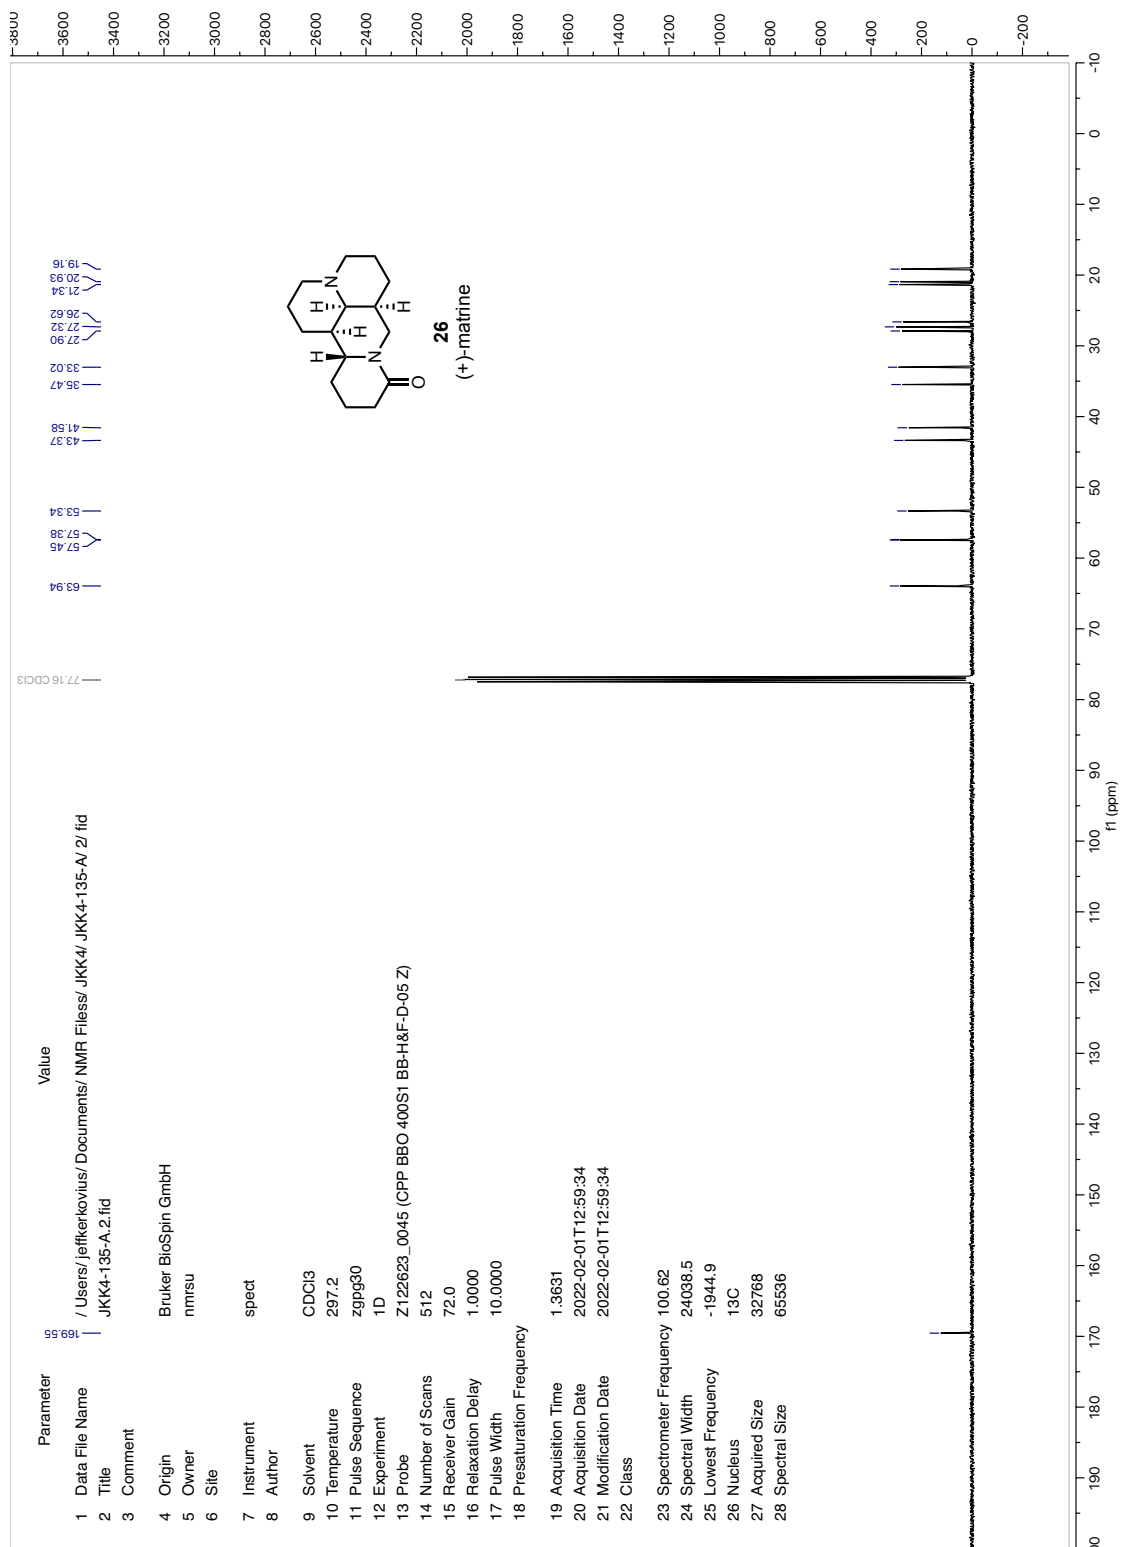 Parameter Value
1 Data File Name / Users/ jeffkerkovius/ Documents/ NMR Filess/ JKK4/ JKK4-135-A/ 2/ fid
2 Title JKK4-135-A.2.fid
3 Comment
4 Origin Bruker BioSpin GmbH
5 Owner nmrsu
6 Site
7 Instrument spect
8 Author
9 Solvent CDCl3
10 Temperature 297.2
11 Pulse Sequence zgpg30
12 Experiment 1D
13 Probe Z122623_0045 (CPP BBO 400S1 BB-H&F-D-05 Z)
14 Number of Scans 512
15 Receiver Gain 72.0
16 Relaxation Delay 1.0000
17 Pulse Width 10.0000
18 Presaturation Frequency
19 Acquisition Time 1.3631
20 Acquisition Date 2022-02-01T12:59:34
21 Modification Date 2022-02-01T12:59:34
22 Class
23 Spectrometer Frequency 100.62
24 Spectral Width 24038.5
25 Lowest Frequency -1944.9
26 Nucleus 13C
27 Acquired Size 32768
28 Spectral Size 65536
169.55
77.16 CDCl3
63.94
57.45
57.38
53.34
43.37
41.58
35.47
33.02
27.90
27.32
26.62
21.34
20.93
19.16
H
H
H
H
N
N
O
26
(+)-matrine
3800
3600
3400
3200
3000
2800
2600
2400
2200
2000
1800
1600
1400
1200
1000
800
600
400
200
0
-200
190 180 170 160 150 140 130 120 110 100 90 80 70 60 50 40 30 20 10 0 -10
f1 (ppm)